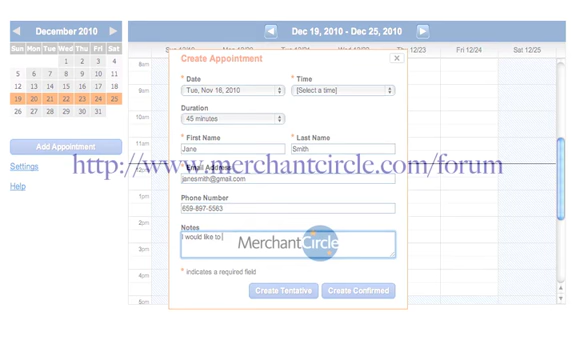 December 2010
Dec 19, 2010 - Dec 25, 2010
Sun Mon Tue Wed Thu Fri Sat
1 2 3 4
5 6 7 8 9 10 11
12 13 14 15 16 17 18
19 20 21 22 23 24 25
26 27 28 29 30 31
Add Appointment
Settings
Help
12/23 Fri 12/24 Sat 12/25
8am
9am
10am
11am
12pm
1pm
2pm
3pm
4pm
5pm
Create Appointment
* Date * Time
Tue, Nov 16, 2010 [Select a time]
Duration
45 minutes
* First Name * Last Name
Jane Smith
http://www.merchantcircle.com/forum
* Email Address
janesmith@gmail.com
Phone Number
659-897-5563
Notes
I would like to
MerchantCircle
* indicates a required field
Create Tentative Create Confirmed